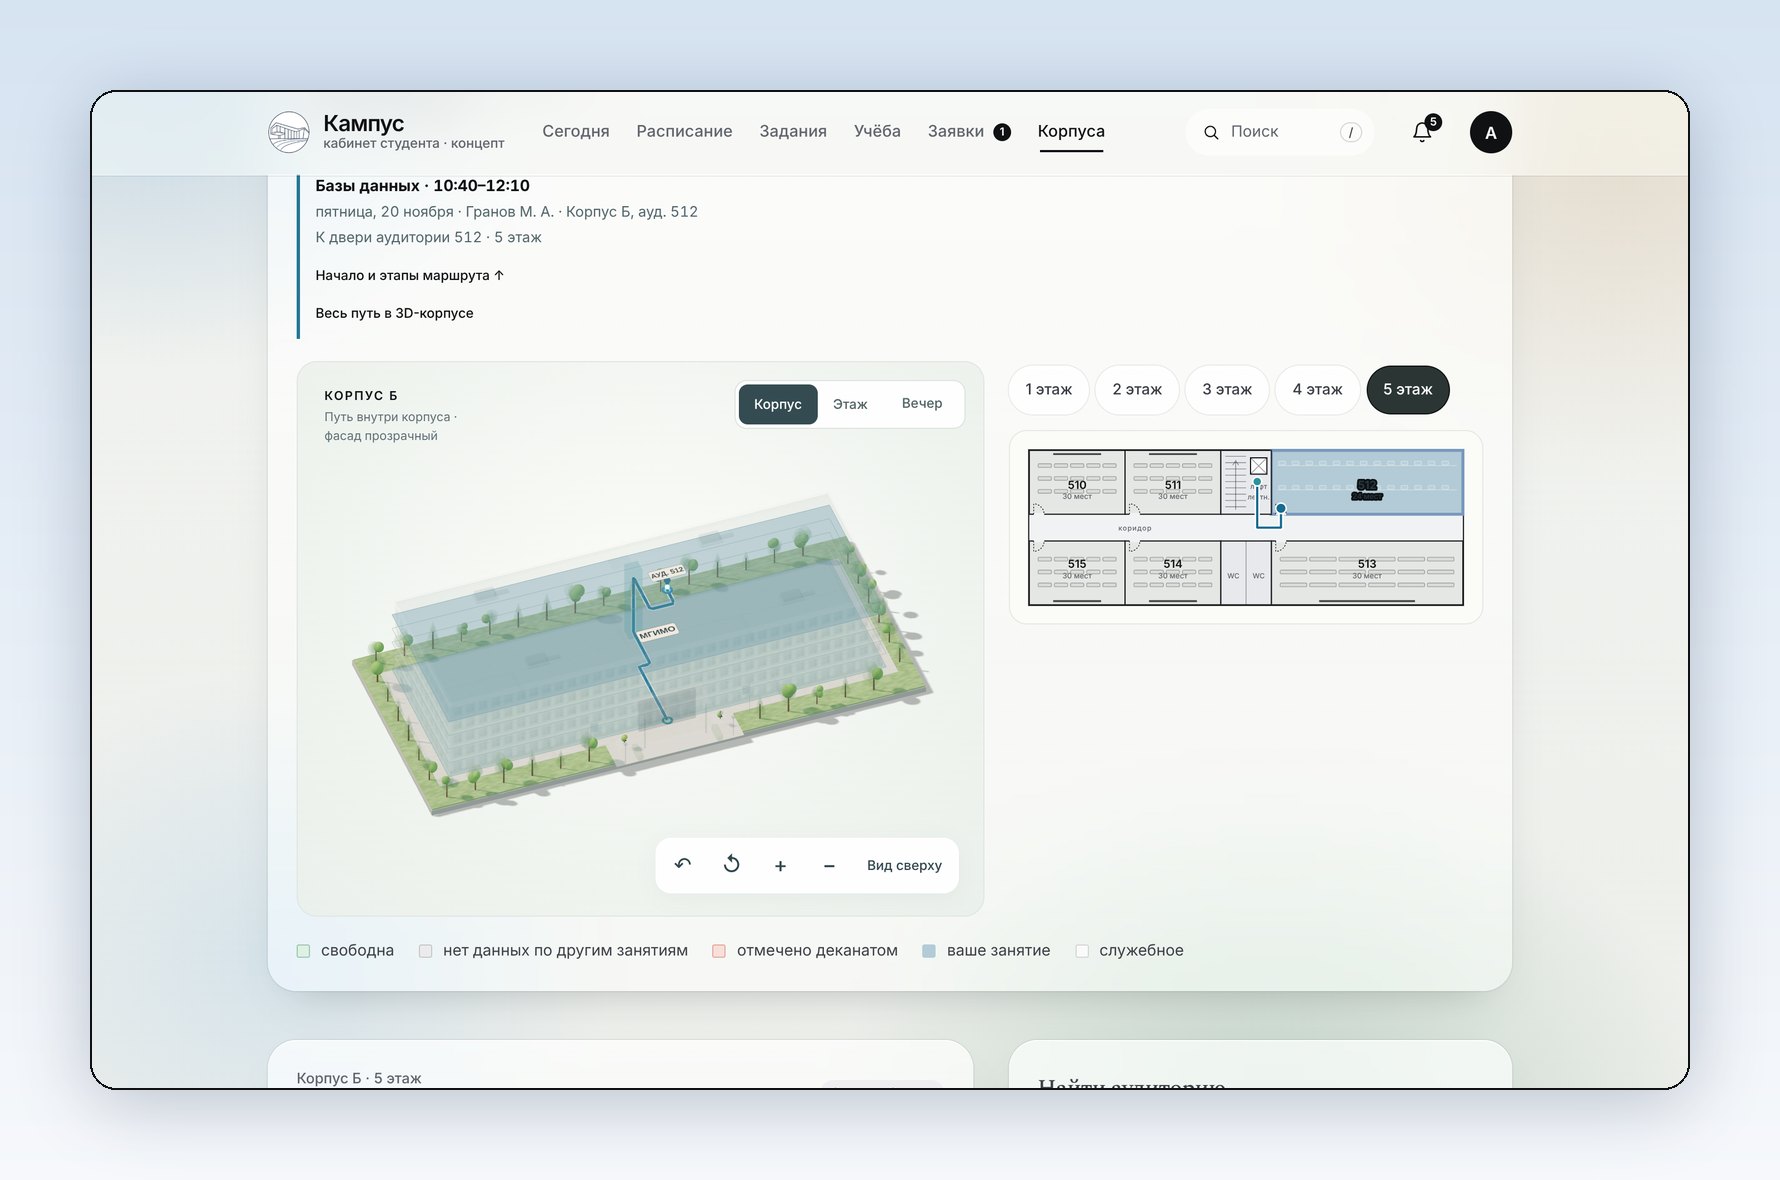 Кампус
кабинет студента · концепт
Сегодня
Расписание
Задания
Учёба
Заявки 1
Корпуса
Поиск /
5
А
Базы данных · 10:40–12:10
пятница, 20 ноября · Гранов М. А. · Корпус Б, ауд. 512
К двери аудитории 512 · 5 этаж
Начало и этапы маршрута ↑
Весь путь в 3D-корпусе
КОРПУС Б
Путь внутри корпуса ·
фасад прозрачный
Корпус
Этаж
Вечер
АУД. 512
МГИМО
+
−
Вид сверху
1 этаж
2 этаж
3 этаж
4 этаж
5 этаж
510
30 мест
511
30 мест
512
коридор
515
30 мест
514
30 мест
WC
WC
513
30 мест
свободна
нет данных по другим занятиям
отмечено деканатом
ваше занятие
служебное
Корпус Б · 5 этаж
Найти аудиторию